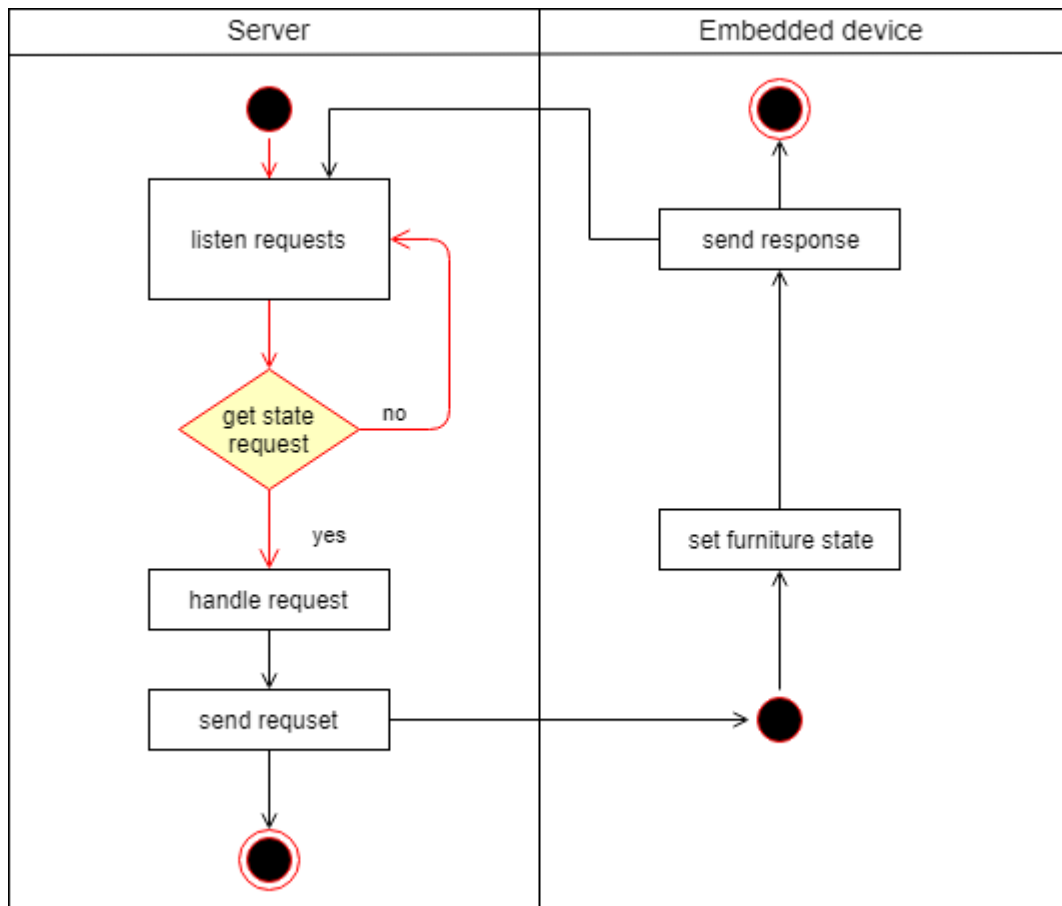 Server
Embedded device
listen requests
send response
get state
request
no
yes
set furniture state
handle request
send requset